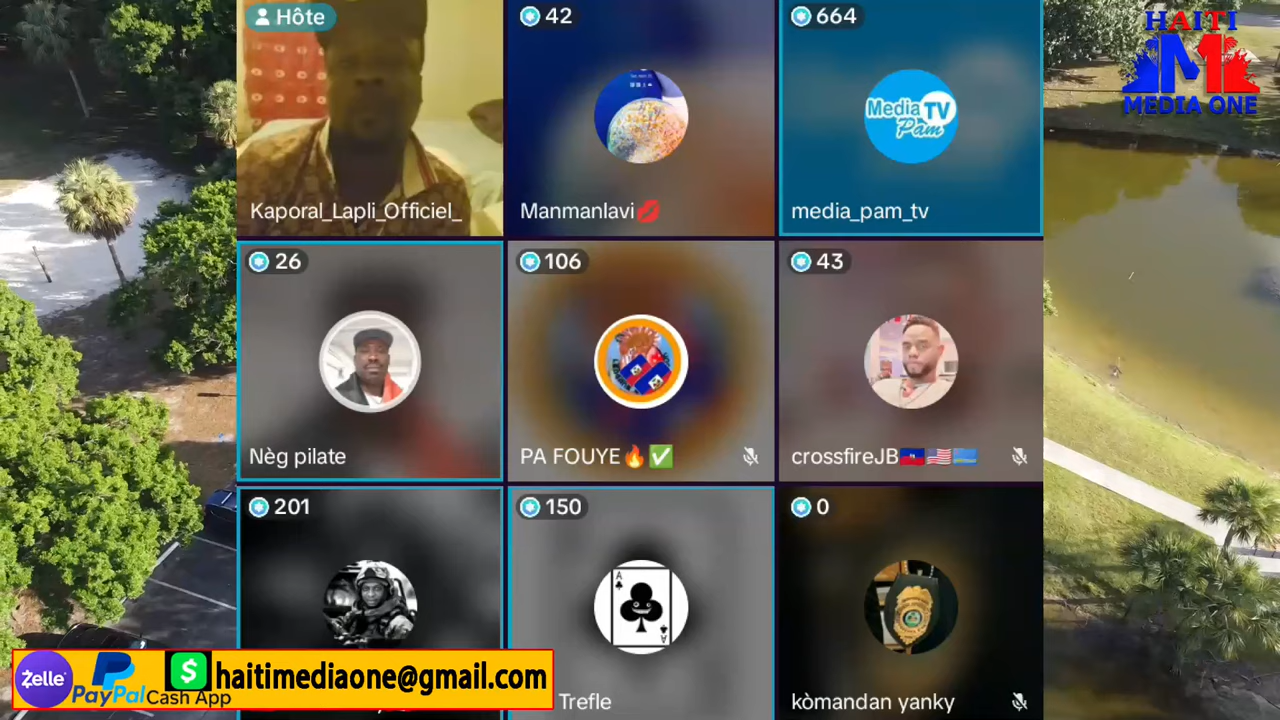 Hôte
42
664
HAITI
M
MEDIA ONE
Media TV
Pam
Kaporal_Lapli_Officiel_
Manmanlavi💋
media_pam_tv
26
106
43
Nèg pilate
PA FOUYE🔥✅
crossfireJB🇭🇹🇺🇸🇦🇼
201
150
0
A
A
Zelle
PayPal
$
Cash App
haitimediaone@gmail.com
Trefle
kòmandan yanky